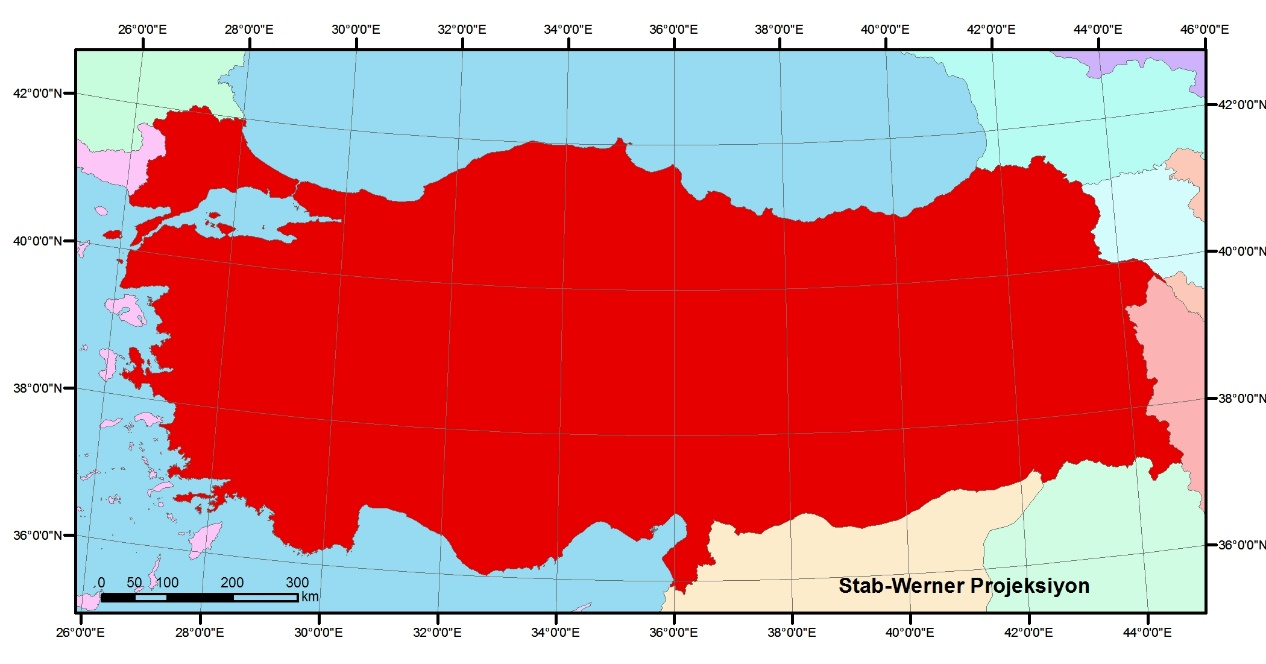 26°0'0"E 28°0'0"E 30°0'0"E 32°0'0"E 34°0'0"E 36°0'0"E 38°0'0"E 40°0'0"E 42°0'0"E 44°0'0"E 46°0'0"E
42°0'0"N 42°0'0"N
40°0'0"N 40°0'0"N
38°0'0"N 38°0'0"N
36°0'0"N 36°0'0"N
0 50 100 200 300
km
Stab-Werner Projeksiyon
26°0'0"E 28°0'0"E 30°0'0"E 32°0'0"E 34°0'0"E 36°0'0"E 38°0'0"E 40°0'0"E 42°0'0"E 44°0'0"E